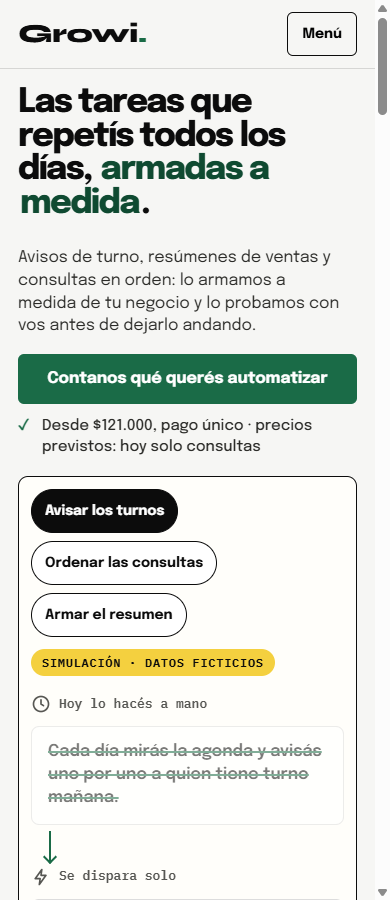 Growi.
Menú
Las tareas que
repetís todos los
días, armadas a
medida.
Avisos de turno, resúmenes de ventas y
consultas en orden: lo armamos a
medida de tu negocio y lo probamos con
vos antes de dejarlo andando.
Contanos qué querés automatizar
✓ Desde $121.000, pago único · precios
previstos: hoy solo consultas
Avisar los turnos
Ordenar las consultas
Armar el resumen
SIMULACIÓN · DATOS FICTICIOS
Hoy lo hacés a mano
Cada día mirás la agenda y avisás
uno por uno a quien tiene turno
mañana.
Se dispara solo